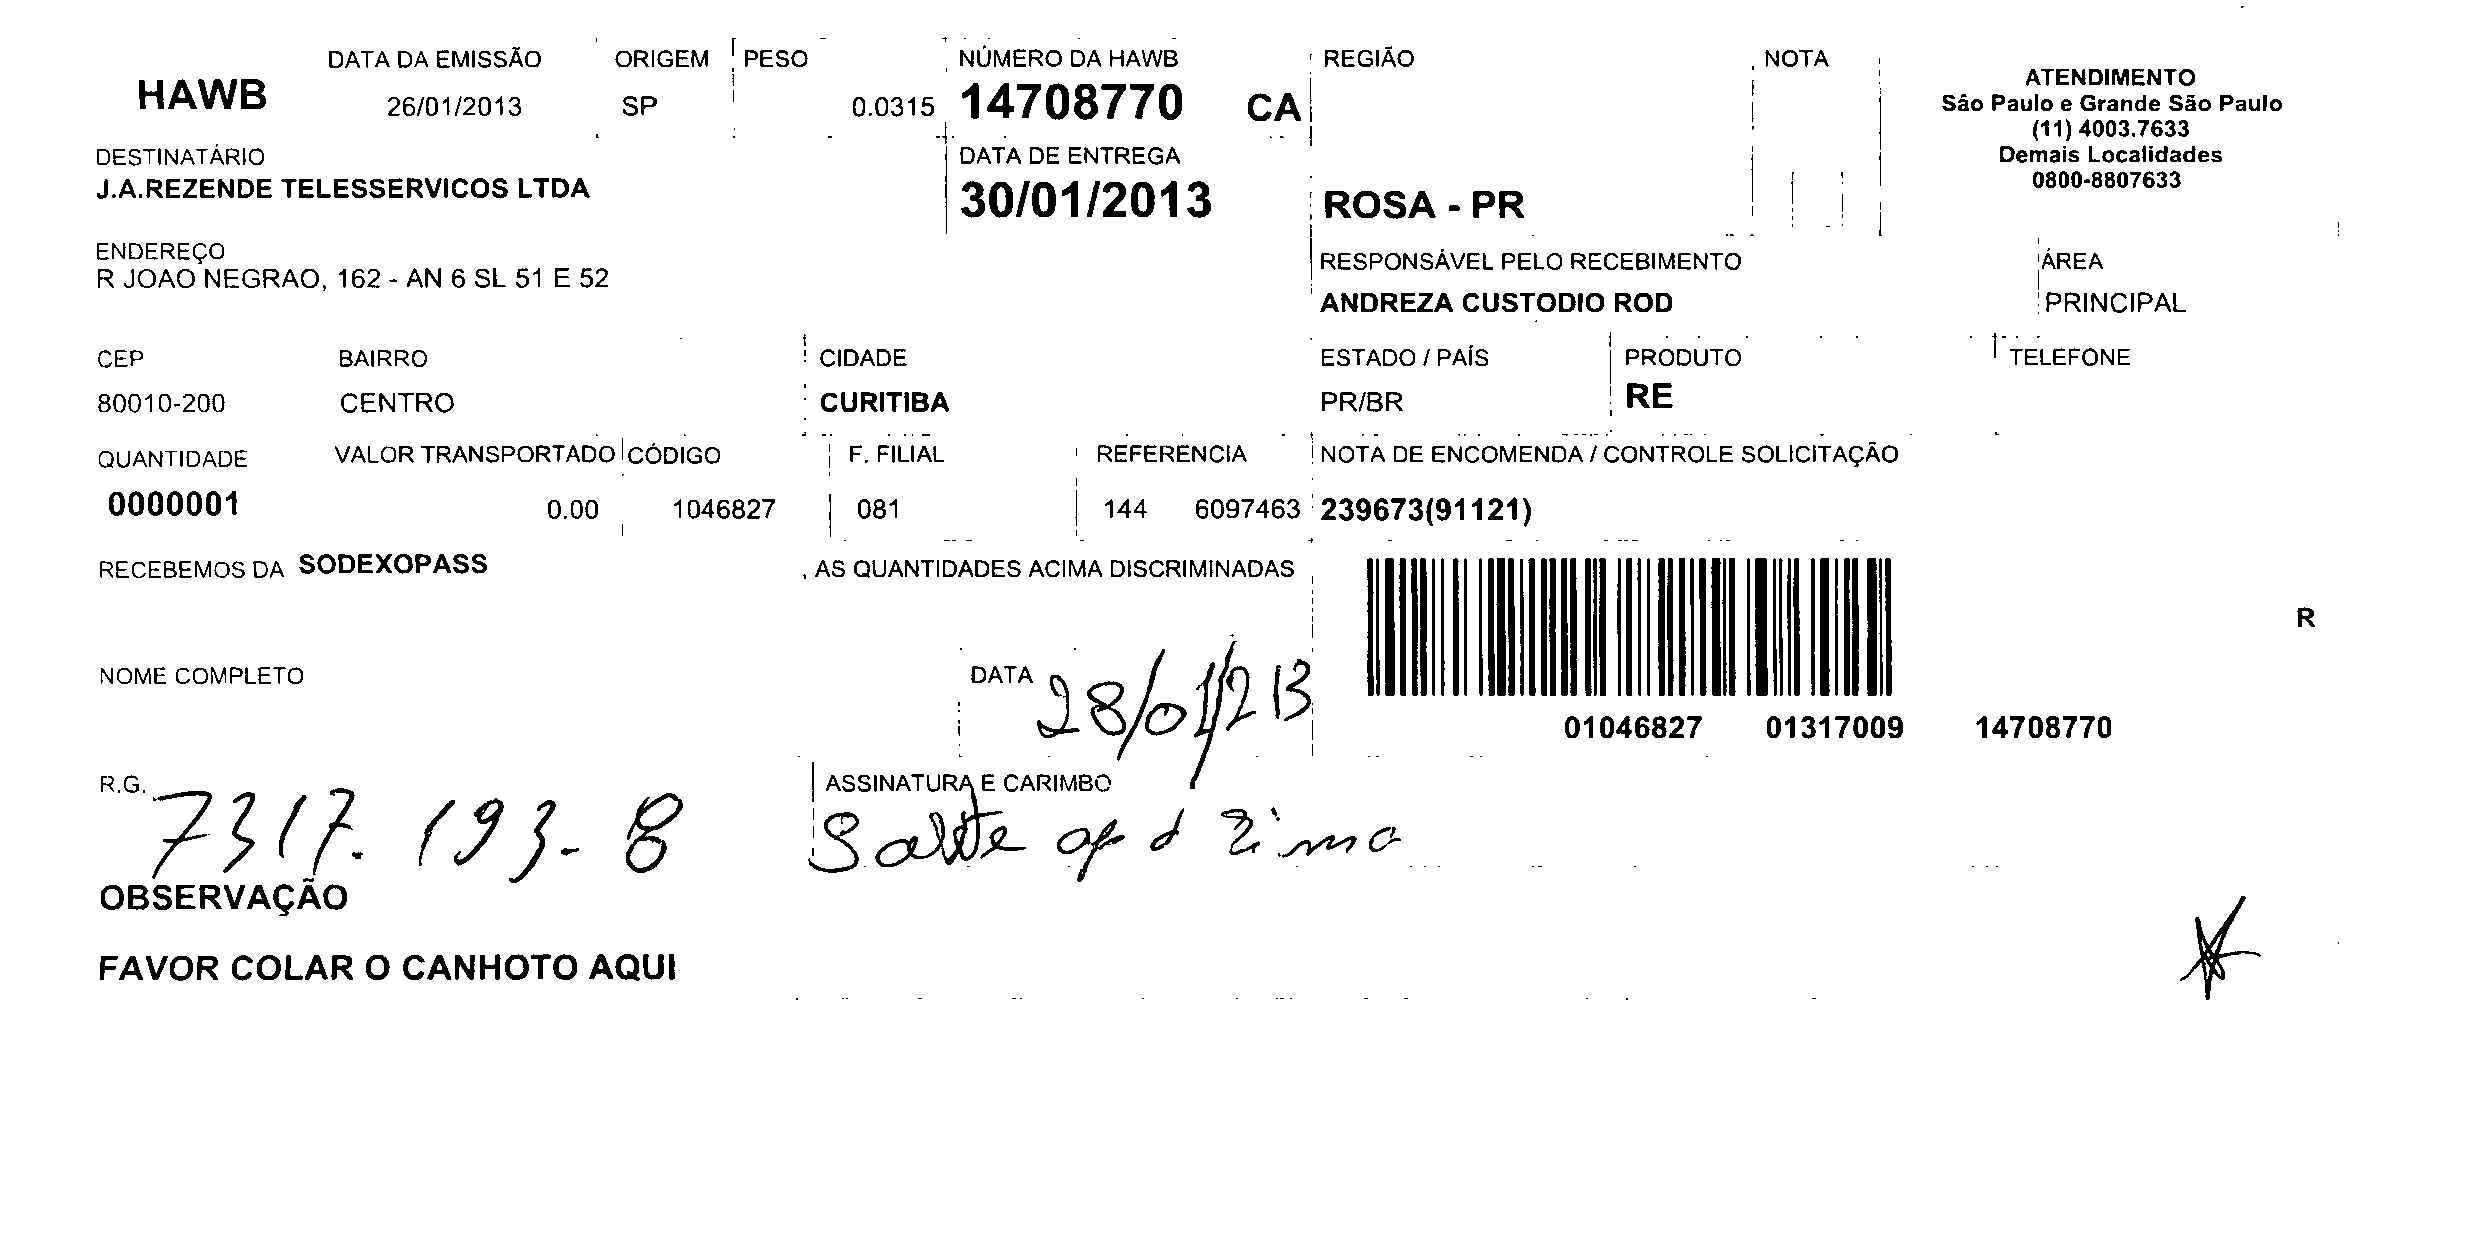 HAWB
DATA DA EMISSÃO ORIGEM PESO NÚMERO DA HAWB REGIÃO NOTA
26/01/2013 SP 0.0315 14708770 CA
ATENDIMENTO
São Paulo e Grande São Paulo
(11) 4003.7633
Demais Localidades
0800-8807633
DESTINATÁRIO DATA DE ENTREGA
J.A.REZENDE TELESSERVICOS LTDA 30/01/2013 ROSA - PR
ENDEREÇO RESPONSÁVEL PELO RECEBIMENTO ÁREA
R JOAO NEGRAO, 162 - AN 6 SL 51 E 52 ANDREZA CUSTODIO ROD PRINCIPAL
CEP BAIRRO CIDADE ESTADO / PAÍS PRODUTO TELEFONE
80010-200 CENTRO CURITIBA PR/BR RE
QUANTIDADE VALOR TRANSPORTADO CÓDIGO F. FILIAL REFERENCIA NOTA DE ENCOMENDA / CONTROLE SOLICITAÇÃO
0000001 0.00 1046827 081 144 6097463 239673(91121)
RECEBEMOS DA SODEXOPASS , AS QUANTIDADES ACIMA DISCRIMINADAS
R
NOME COMPLETO DATA 28/01/213
01046827 01317009 14708770
R.G. 7317.193-8 ASSINATURA E CARIMBO
OBSERVAÇÃO
FAVOR COLAR O CANHOTO AQUI